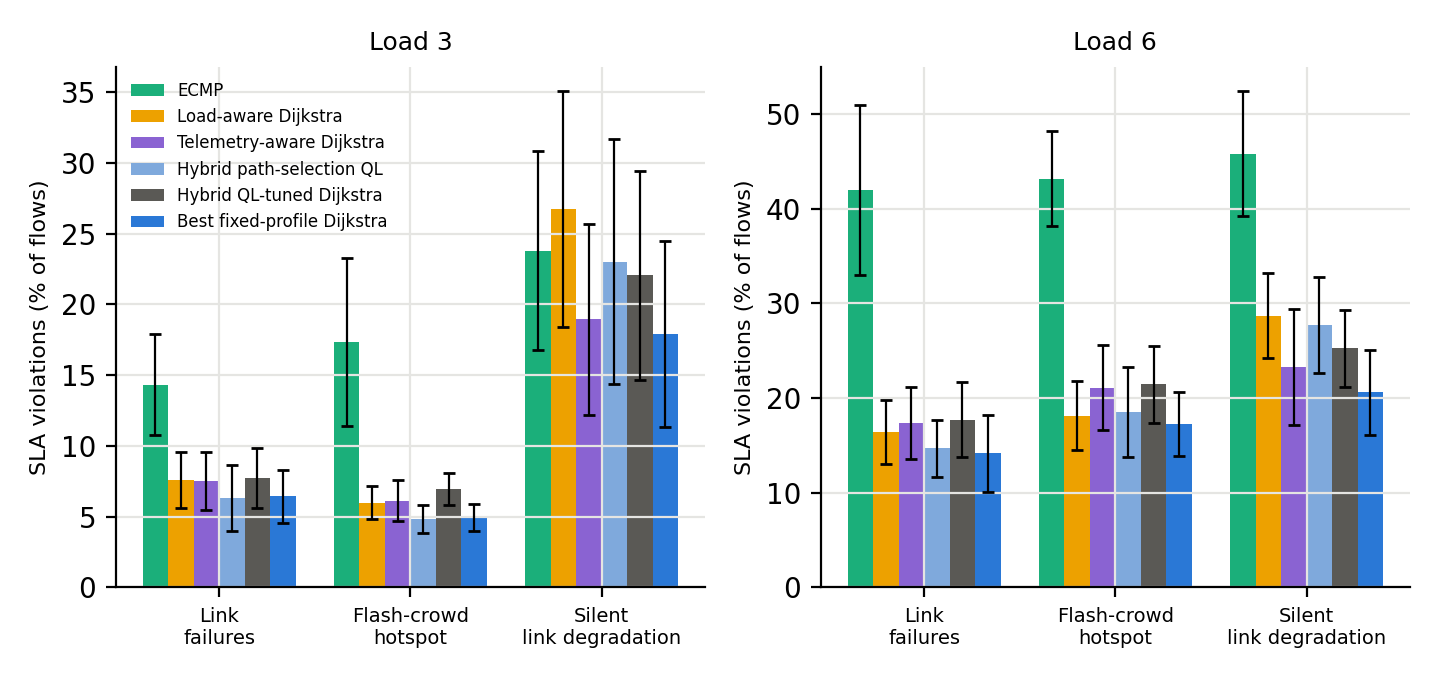 Load 3
SLA violations (% of flows)
35
30
25
20
15
10
5
0
ECMP
Load-aware Dijkstra
Telemetry-aware Dijkstra
Hybrid path-selection QL
Hybrid QL-tuned Dijkstra
Best fixed-profile Dijkstra
Link
failures
Flash-crowd
hotspot
Silent
link degradation
Load 6
SLA violations (% of flows)
50
40
30
20
10
0
Link
failures
Flash-crowd
hotspot
Silent
link degradation